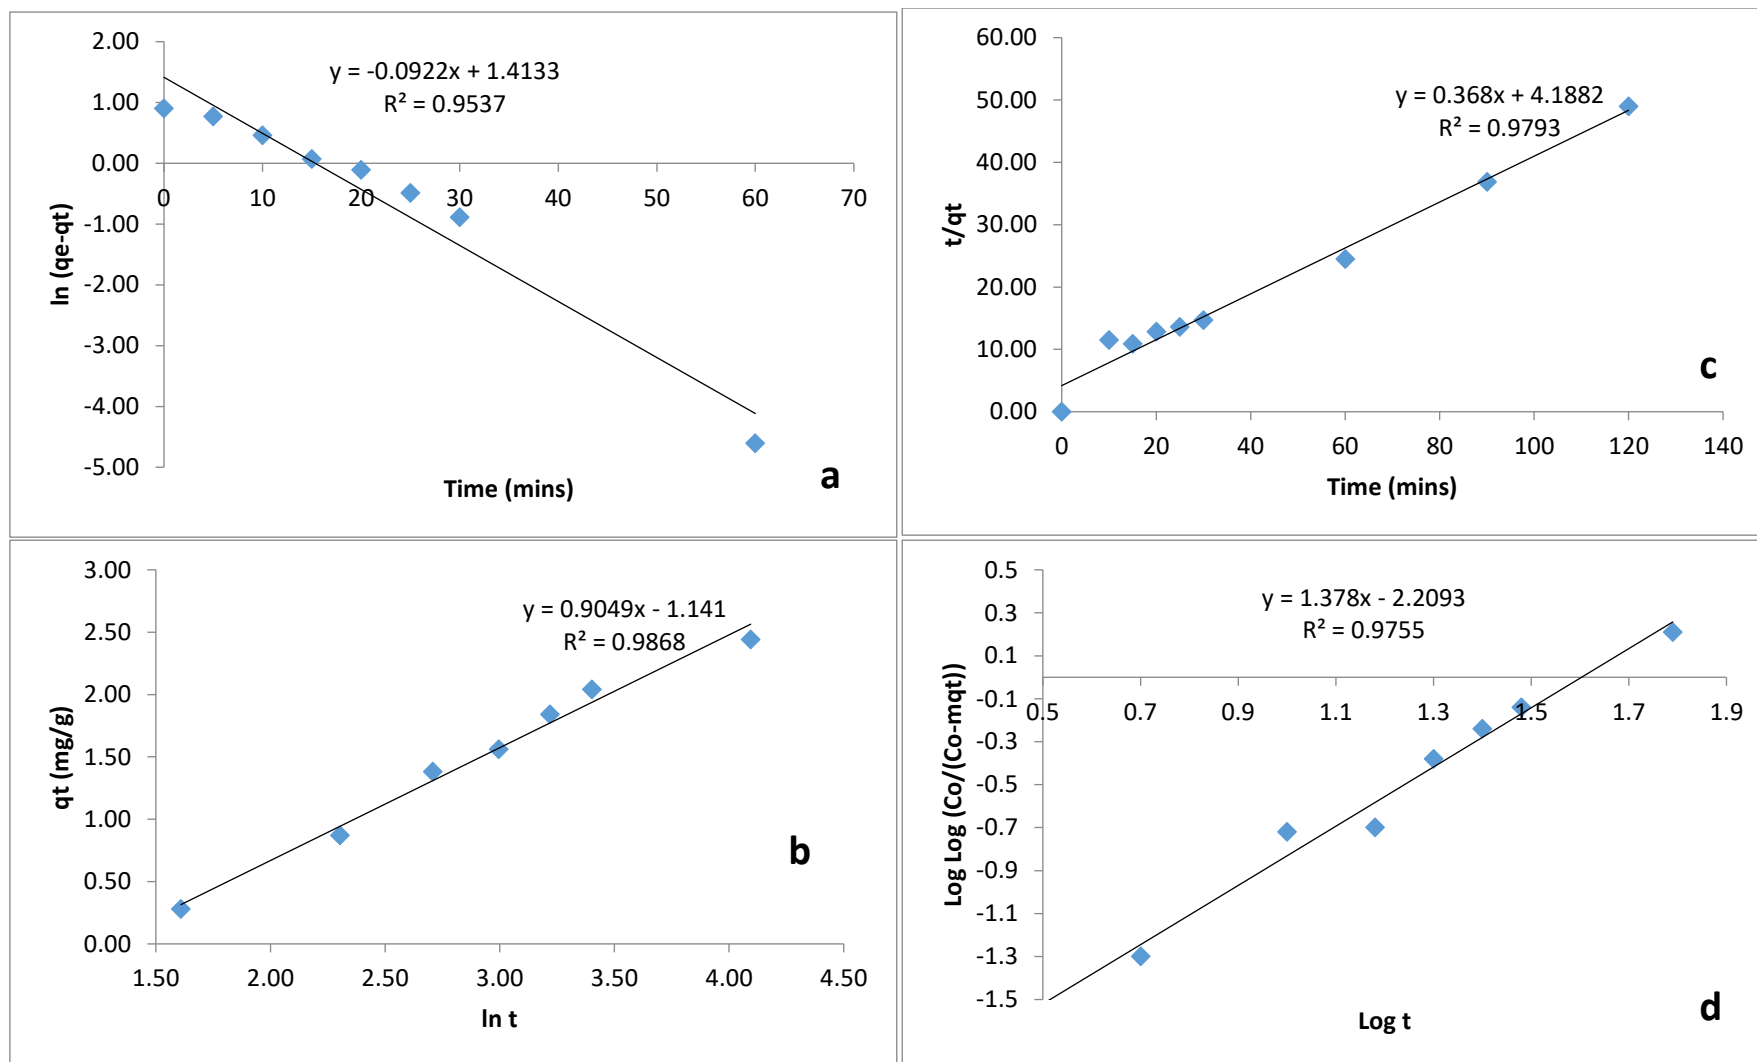 2.00
1.00
0.00
-1.00
-2.00
-3.00
-4.00
-5.00
0 10 20 30 40 50 60 70
y = -0.0922x + 1.4133
R² = 0.9537
ln (qe-qt)
Time (mins)
a
60.00
50.00
40.00
30.00
20.00
10.00
0.00
0 20 40 60 80 100 120 140
y = 0.368x + 4.1882
R² = 0.9793
t/qt
Time (mins)
c
3.00
2.50
2.00
1.50
1.00
0.50
0.00
1.50 2.00 2.50 3.00 3.50 4.00 4.50
y = 0.9049x - 1.141
R² = 0.9868
qt (mg/g)
ln t
b
0.5
0.3
0.1
-0.1
-0.3
-0.5
-0.7
-0.9
-1.1
-1.3
-1.5
0.5 0.7 0.9 1.1 1.3 1.5 1.7 1.9
y = 1.378x - 2.2093
R² = 0.9755
Log Log (Co/(Co-mqt))
Log t
d